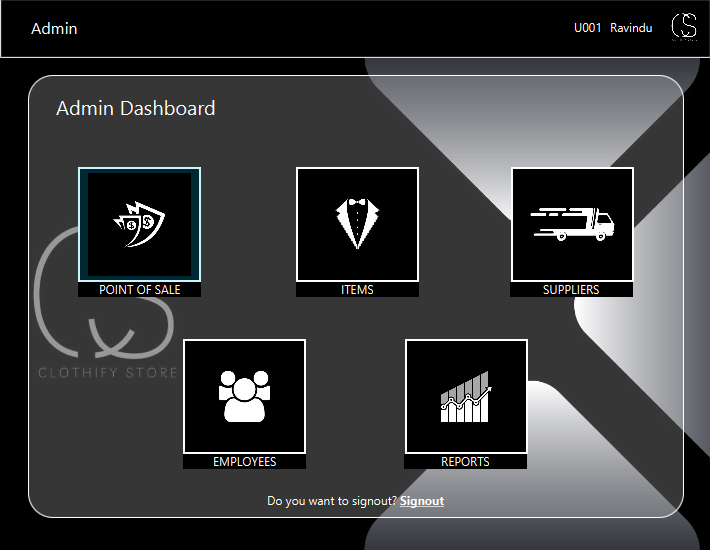 Admin
U001 Ravindu
Admin Dashboard
POINT OF SALE
ITEMS
SUPPLIERS
CLOTHIFY STORE
EMPLOYEES
REPORTS
Do you want to signout? Signout